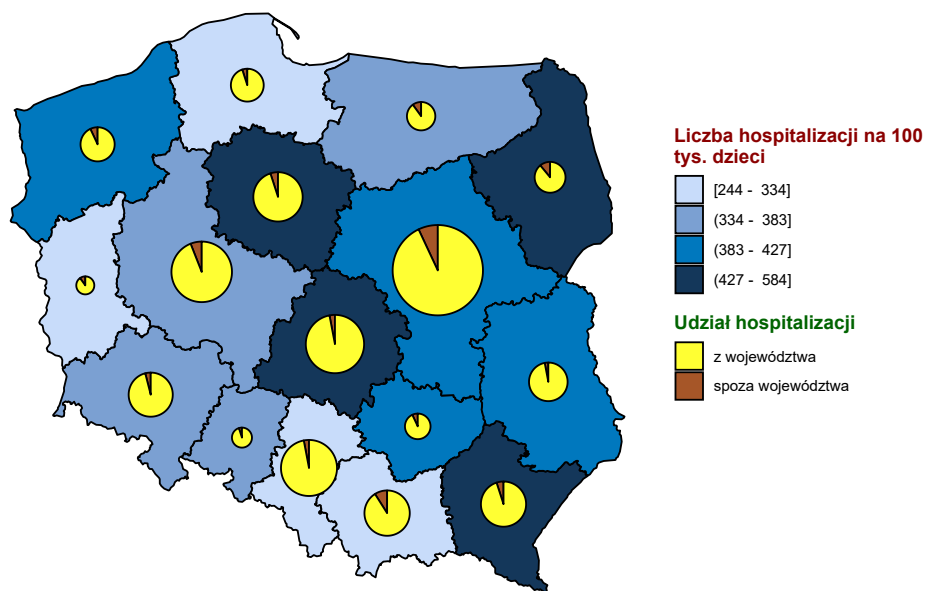 Liczba hospitalizacji na 100
tys. dzieci
[244 - 334]
(334 - 383]
(383 - 427]
(427 - 584]
Udział hospitalizacji
z województwa
spoza województwa